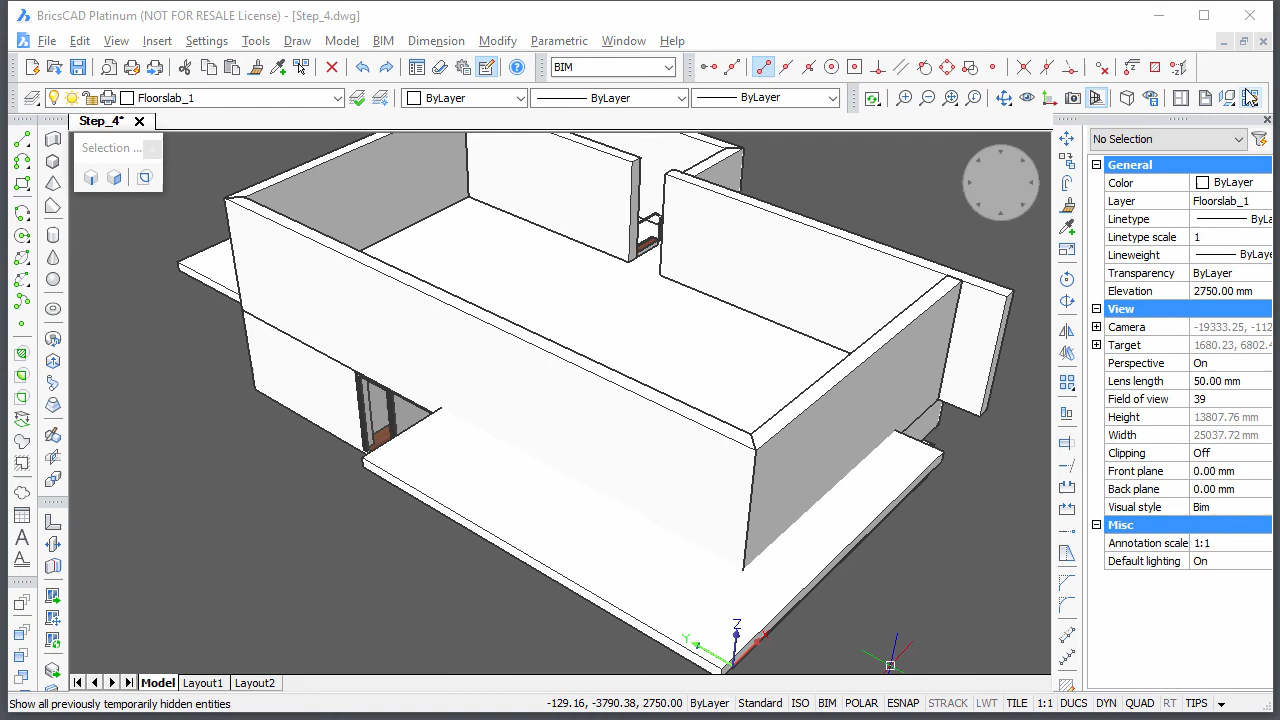 BricsCAD Platinum (NOT FOR RESALE License) - [Step_4.dwg]
File Edit View Insert Settings Tools Draw Model BIM Dimension Modify Parametric Window Help
BIM
Floorslab_1 ByLayer ByLayer ByLayer
Step_4*
Selection ...
No Selection
General
Color ByLayer
Layer Floorslab_1
Linetype ByLa
Linetype scale 1
Lineweight ByLaye
Transparency ByLayer
Elevation 2750.00 mm
View
Camera -19333.25, -112
Target 1680.23, 6802.4
Perspective On
Lens length 50.00 mm
Field of view 39
Height 13807.76 mm
Width 25037.72 mm
Clipping Off
Front plane 0.00 mm
Back plane 0.00 mm
Visual style Bim
Misc
Annotation scale 1:1
Default lighting On
Z
Y X
A
A
Model Layout1 Layout2
Show all previously temporarily hidden entities -129.16, -3790.38, 2750.00 ByLayer Standard ISO BIM POLAR ESNAP STRACK LWT TILE 1:1 DUCS DYN QUAD RT TIPS